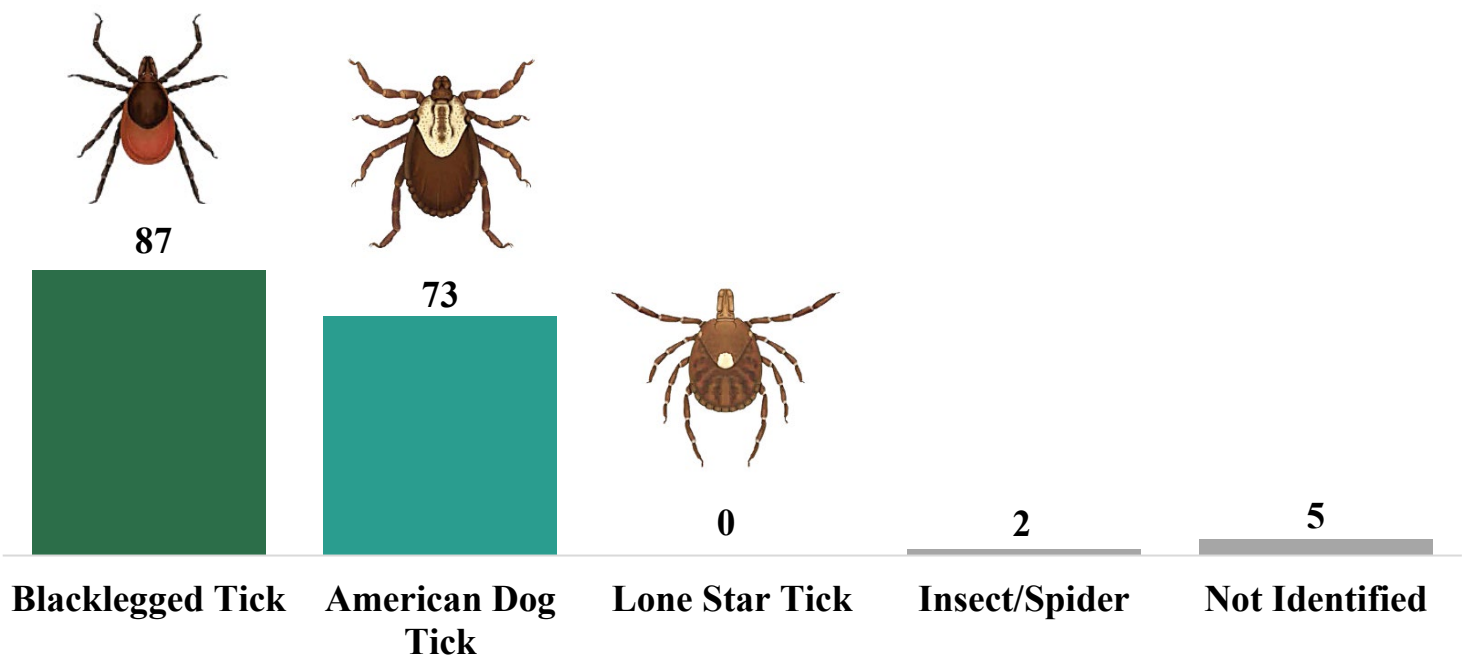 87
73
0
2
5
Blacklegged Tick
American Dog
Tick
Lone Star Tick
Insect/Spider
Not Identified